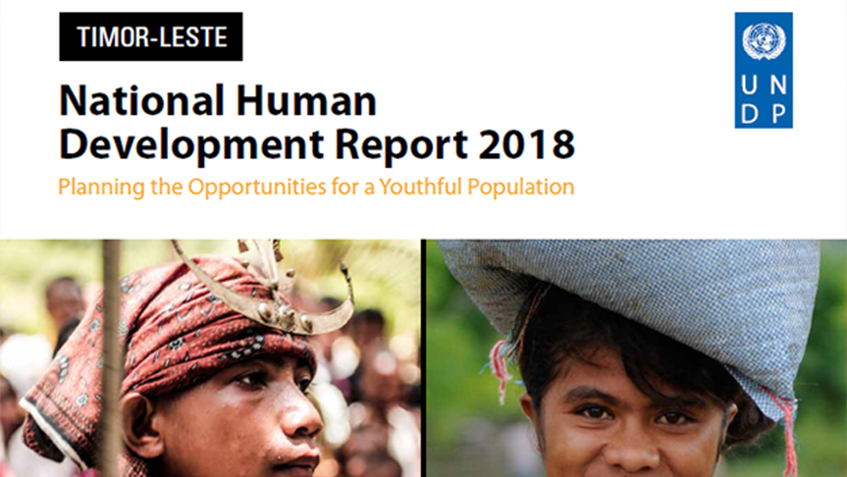 TIMOR-LESTE
National Human
Development Report 2018
Planning the Opportunities for a Youthful Population
U N
D P